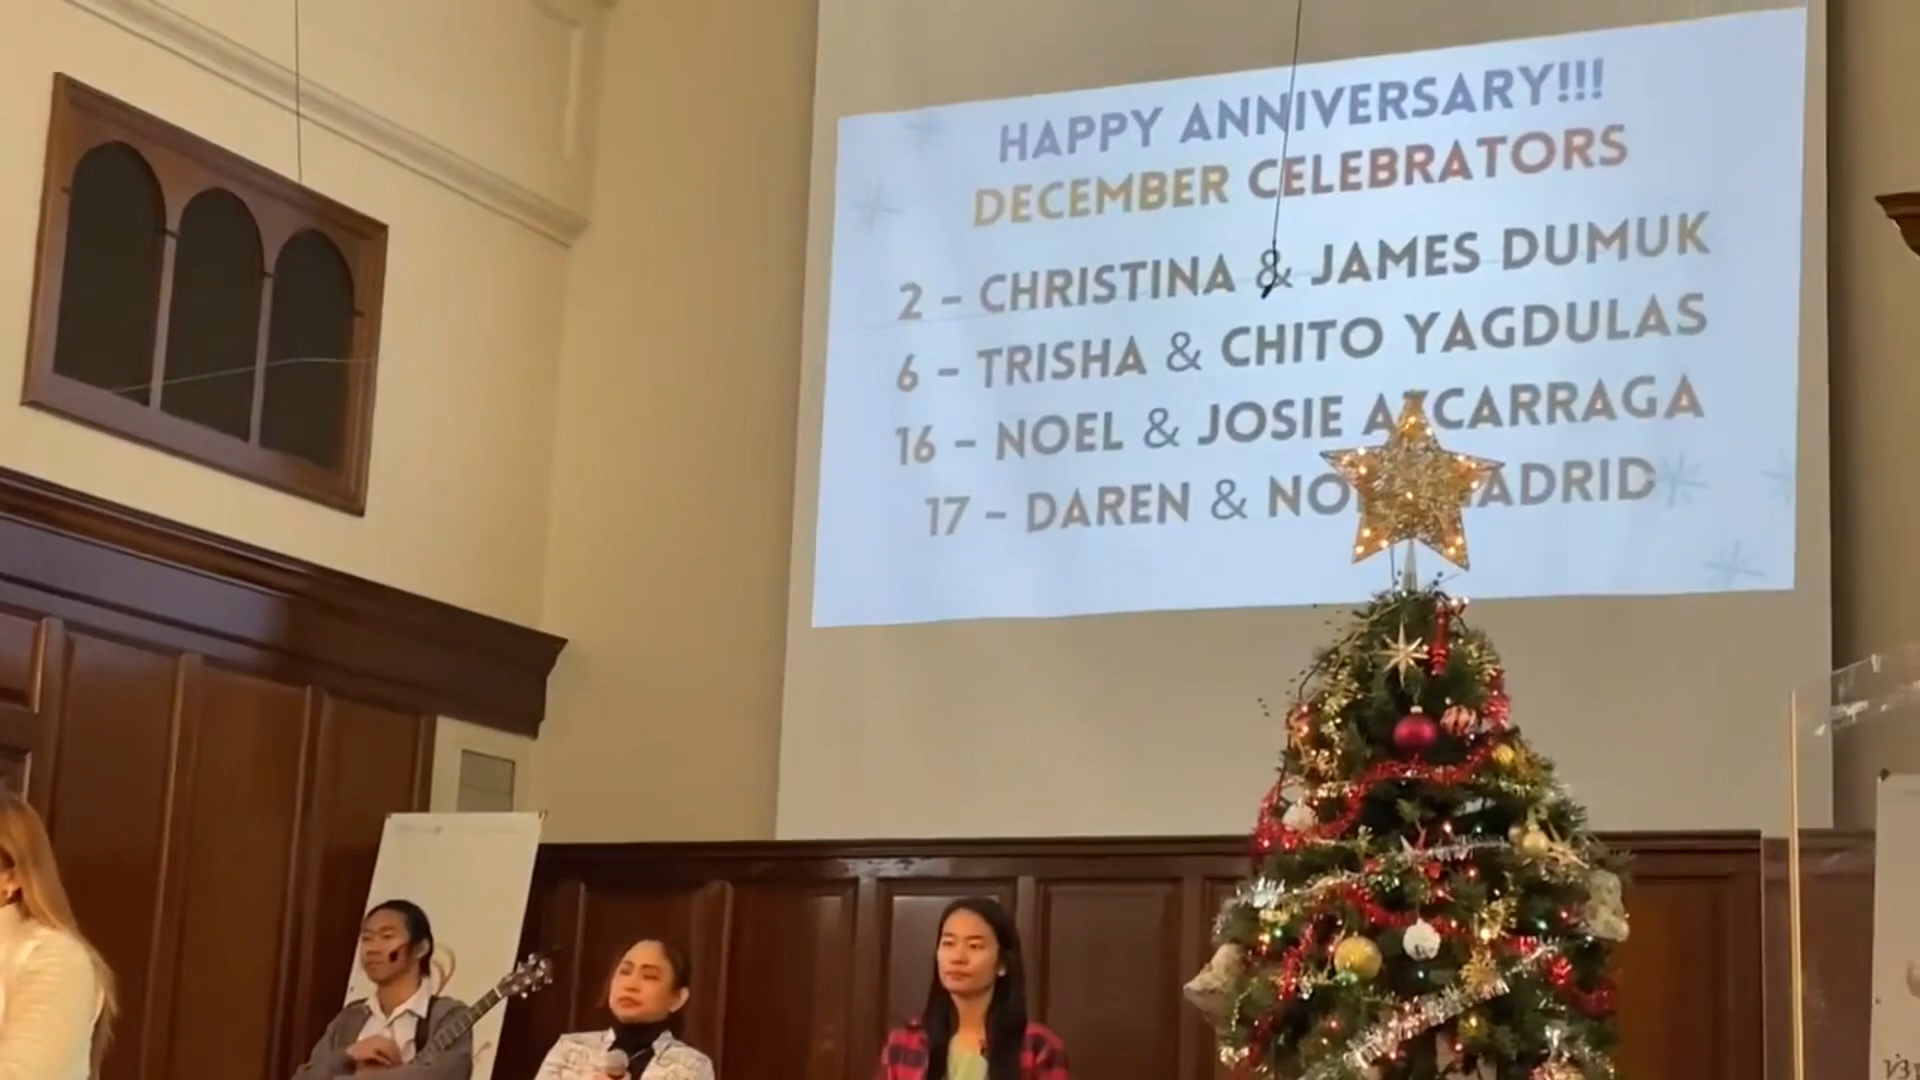 HAPPY ANNIVERSARY!!!
DECEMBER CELEBRATORS
2 - CHRISTINA & JAMES DUMUK
6 - TRISHA & CHITO YAGDULAS
16 - NOEL & JOSIE
17 - DAREN &